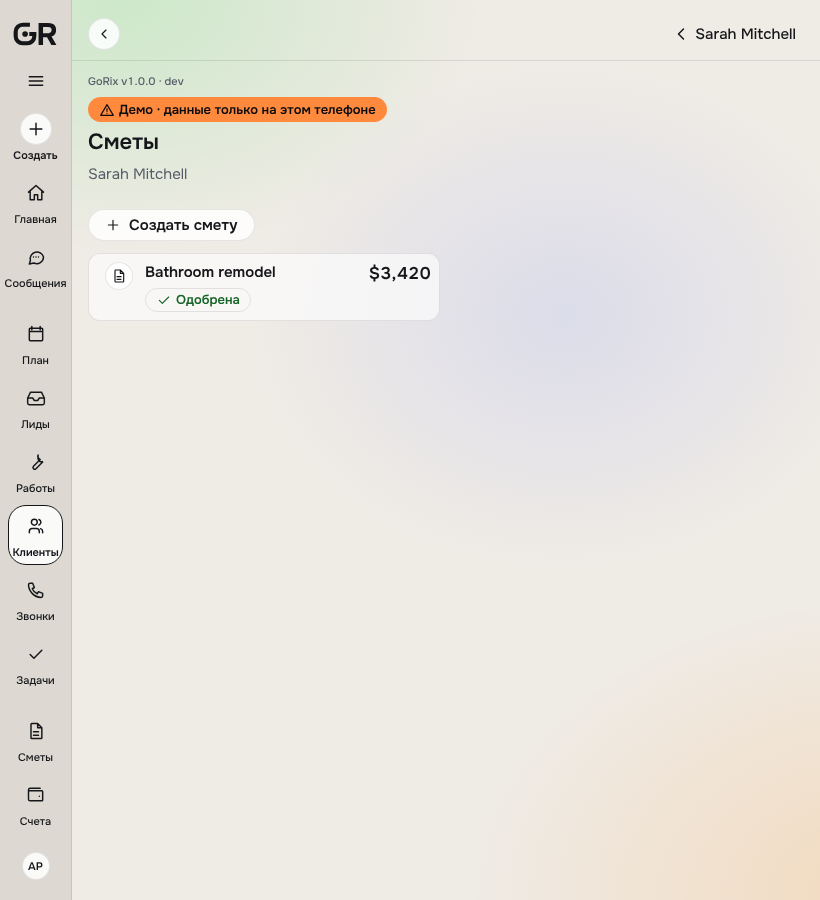 GR
Sarah Mitchell
GoRix v1.0.0 · dev
Демо · данные только на этом телефоне
Сметы
Sarah Mitchell
Создать смету
Bathroom remodel
$3,420
Одобрена
Создать
Главная
Сообщения
План
Лиды
Работы
Клиенты
Звонки
Задачи
Сметы
Счета
AP